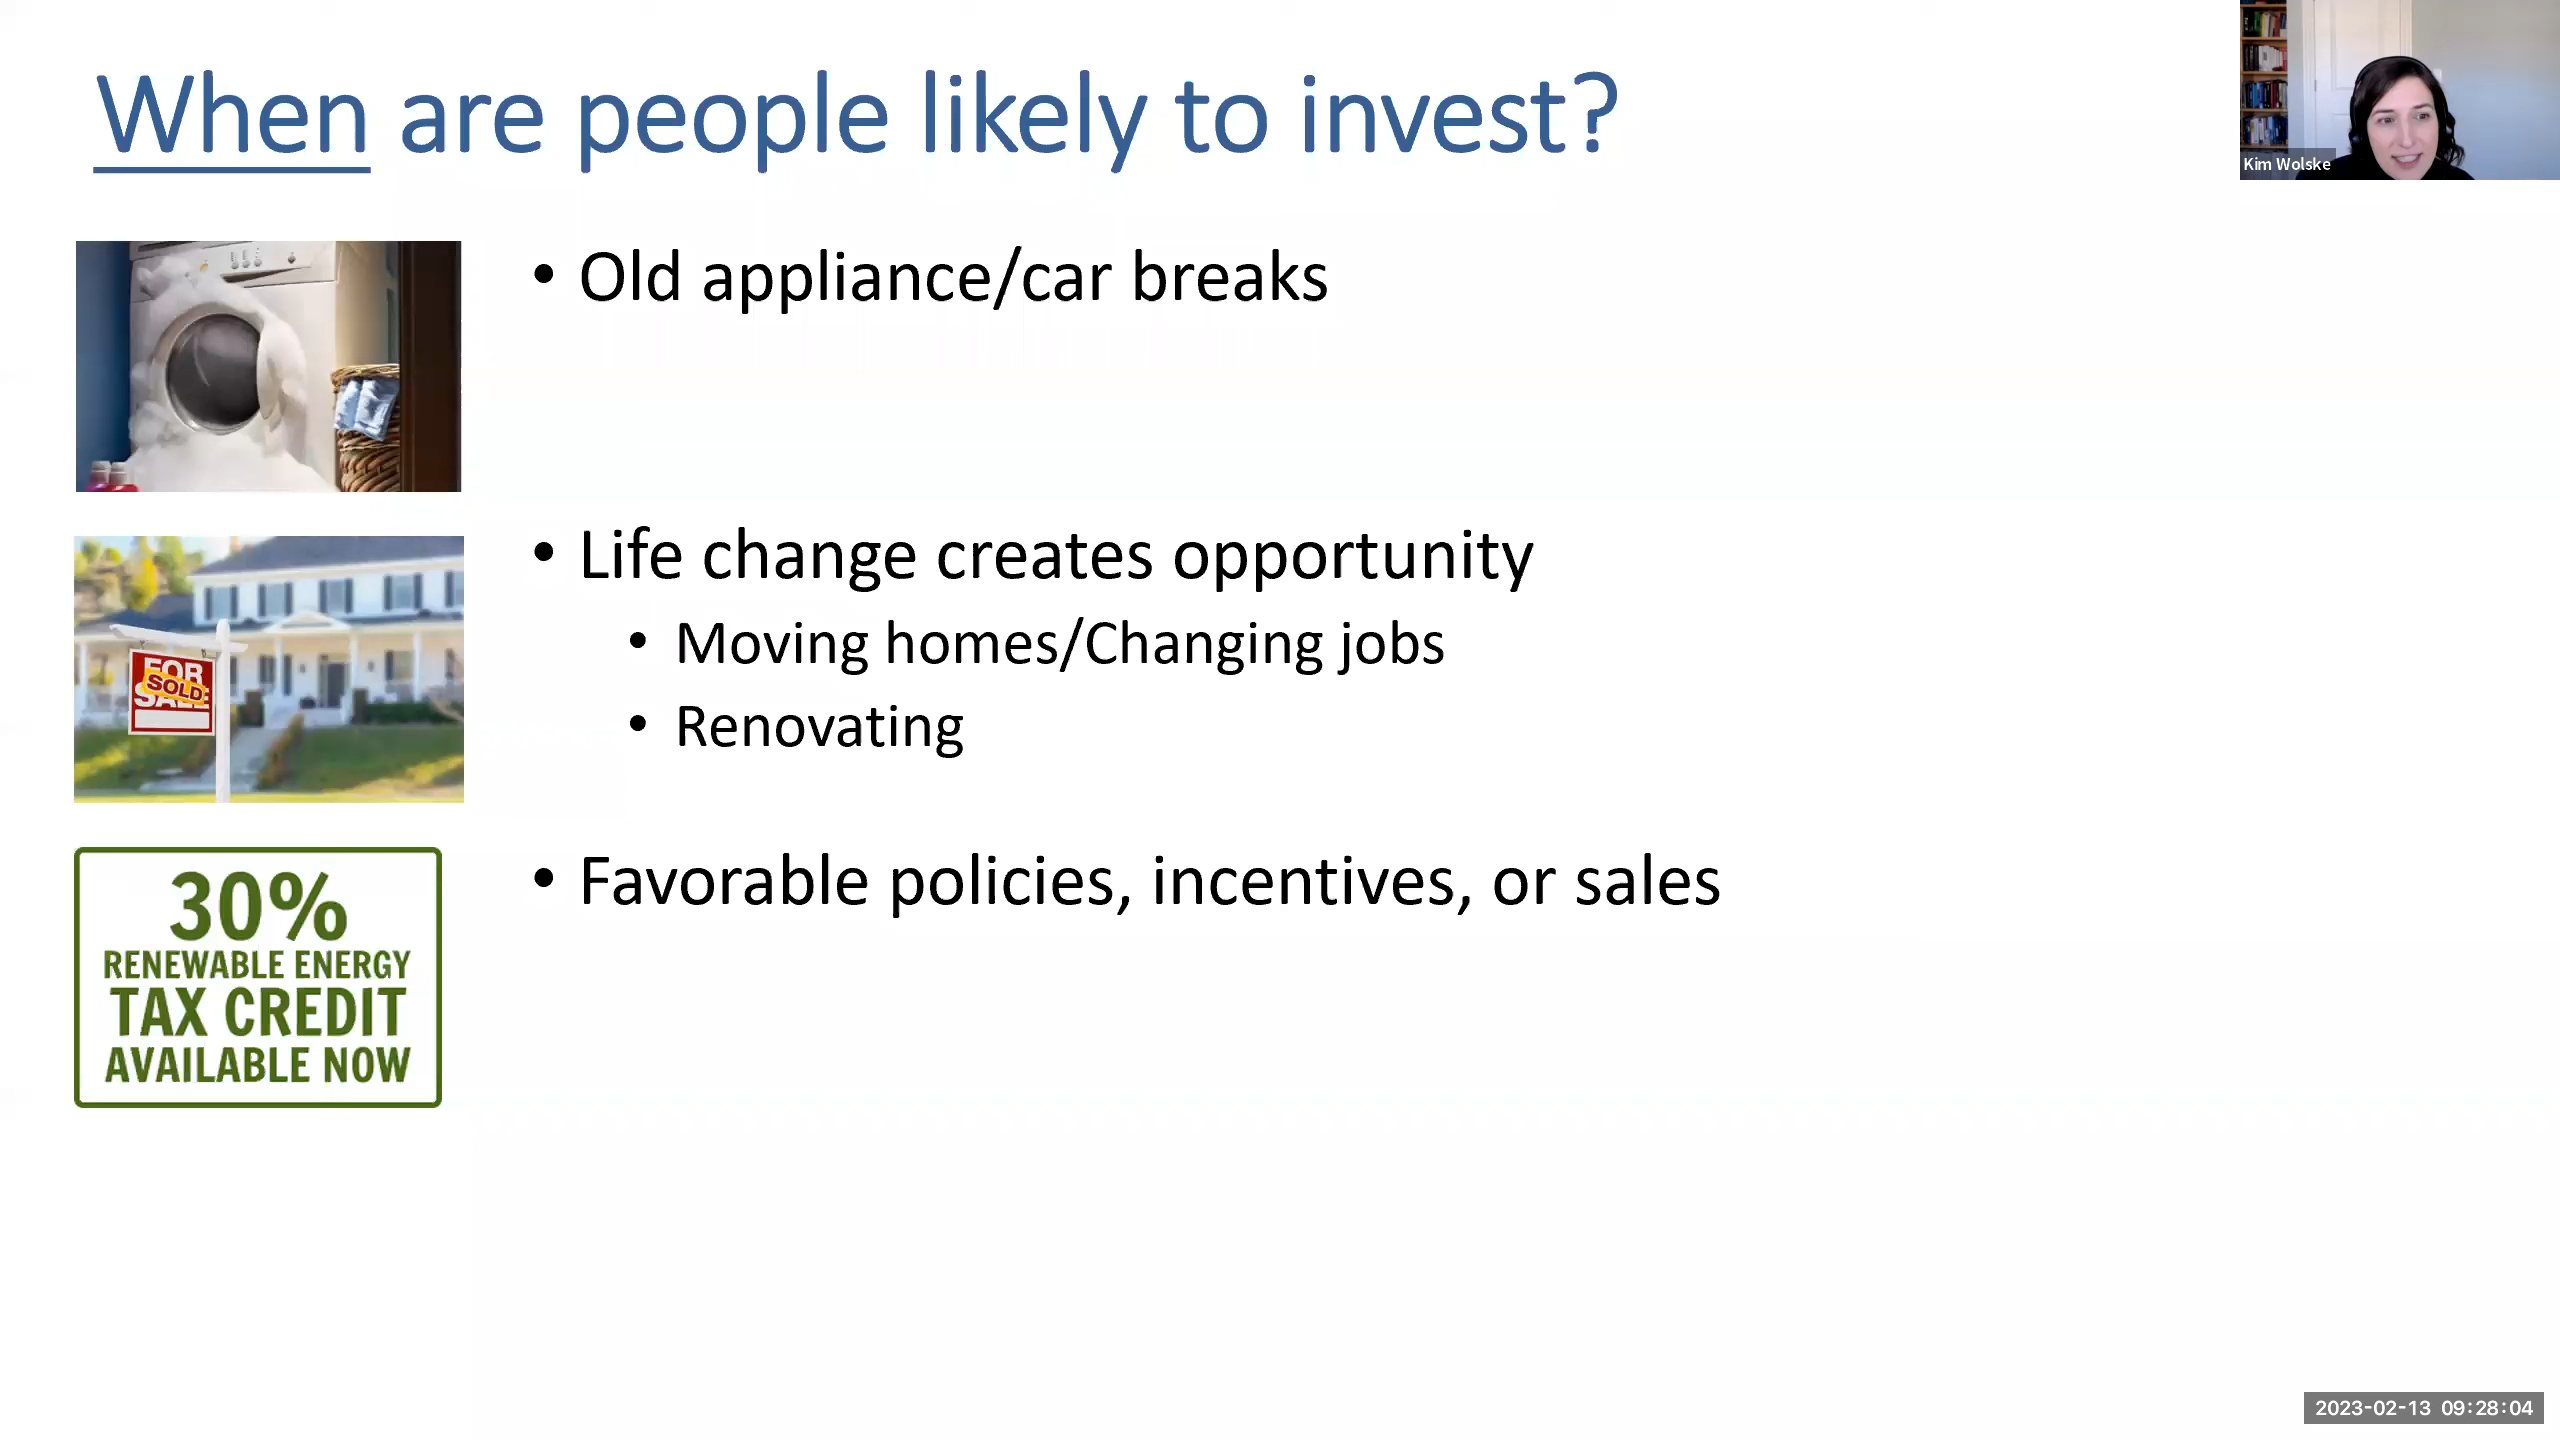 When are people likely to invest?
Kim Wolske
• Old appliance/car breaks
• Life change creates opportunity
• Moving homes/Changing jobs
• Renovating
FOR
SOLD
SALE
• Favorable policies, incentives, or sales
30%
RENEWABLE ENERGY
TAX CREDIT
AVAILABLE NOW
2023-02-13 09:28:04